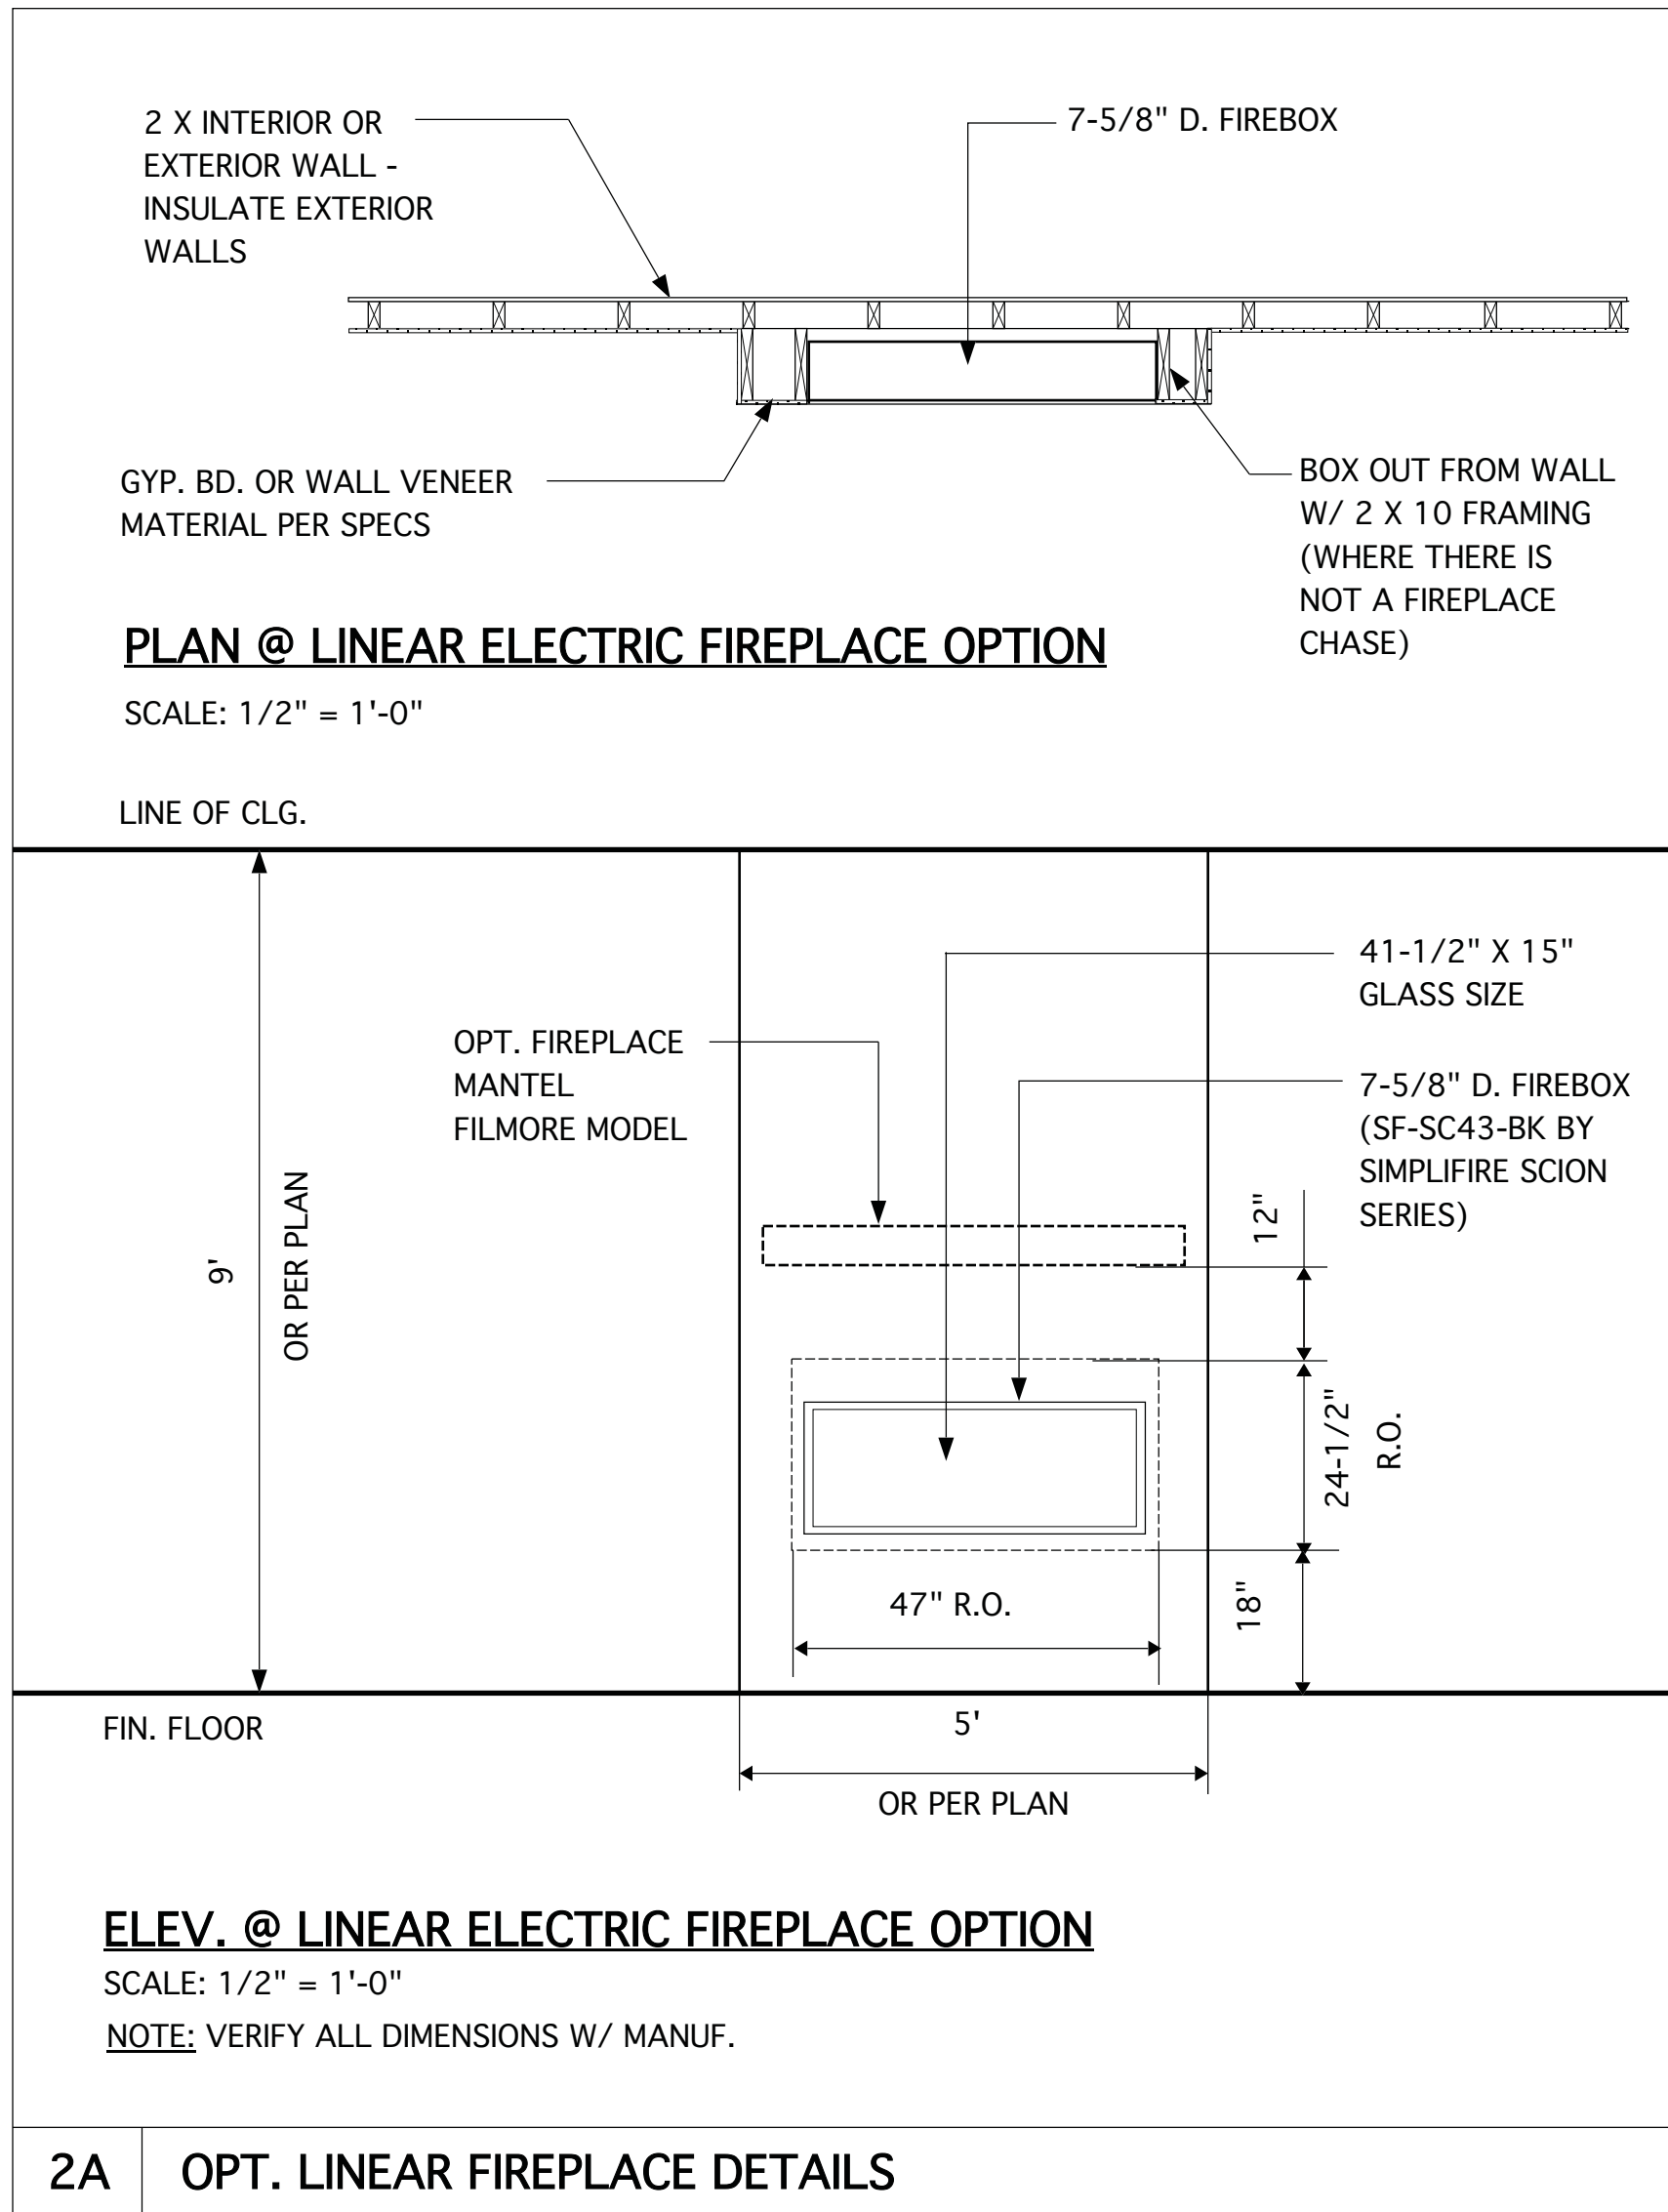 2 X INTERIOR OR
EXTERIOR WALL -
INSULATE EXTERIOR
WALLS
7-5/8" D. FIREBOX
GYP. BD. OR WALL VENEER
MATERIAL PER SPECS
BOX OUT FROM WALL
W/ 2 X 10 FRAMING
(WHERE THERE IS
NOT A FIREPLACE
CHASE)
PLAN @ LINEAR ELECTRIC FIREPLACE OPTION
SCALE: 1/2" = 1'-0"
LINE OF CLG.
41-1/2" X 15"
GLASS SIZE
OPT. FIREPLACE
MANTEL
FILMORE MODEL
7-5/8" D. FIREBOX
(SF-SC43-BK BY
SIMPLIFIRE SCION
SERIES)
9'
OR PER PLAN
12"
24-1/2"
R.O.
47" R.O.
18"
FIN. FLOOR
5'
OR PER PLAN
ELEV. @ LINEAR ELECTRIC FIREPLACE OPTION
SCALE: 1/2" = 1'-0"
NOTE: VERIFY ALL DIMENSIONS W/ MANUF.
2A OPT. LINEAR FIREPLACE DETAILS